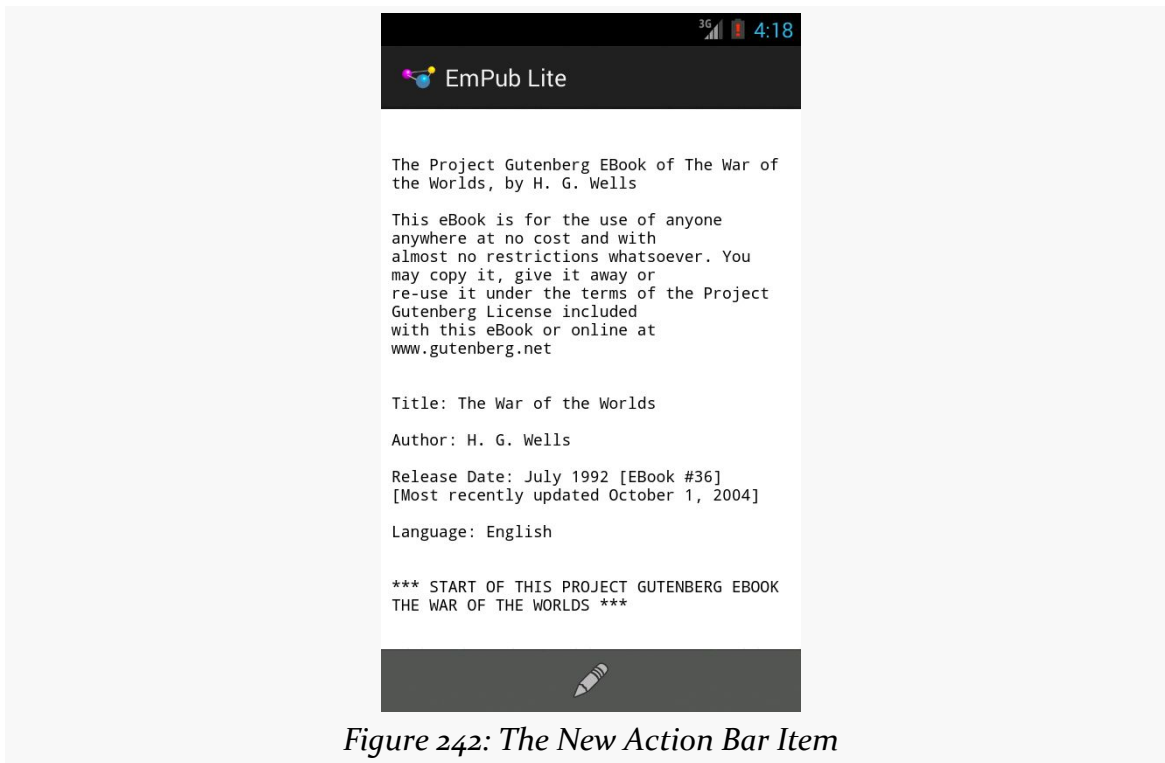 3G 4:18
EmPub Lite
The Project Gutenberg EBook of The War of
the Worlds, by H. G. Wells
This eBook is for the use of anyone
anywhere at no cost and with
almost no restrictions whatsoever. You
may copy it, give it away or
re-use it under the terms of the Project
Gutenberg License included
with this eBook or online at
www.gutenberg.net
Title: The War of the Worlds
Author: H. G. Wells
Release Date: July 1992 [EBook #36]
[Most recently updated October 1, 2004]
Language: English
*** START OF THIS PROJECT GUTENBERG EBOOK
THE WAR OF THE WORLDS ***
Figure 242: The New Action Bar Item